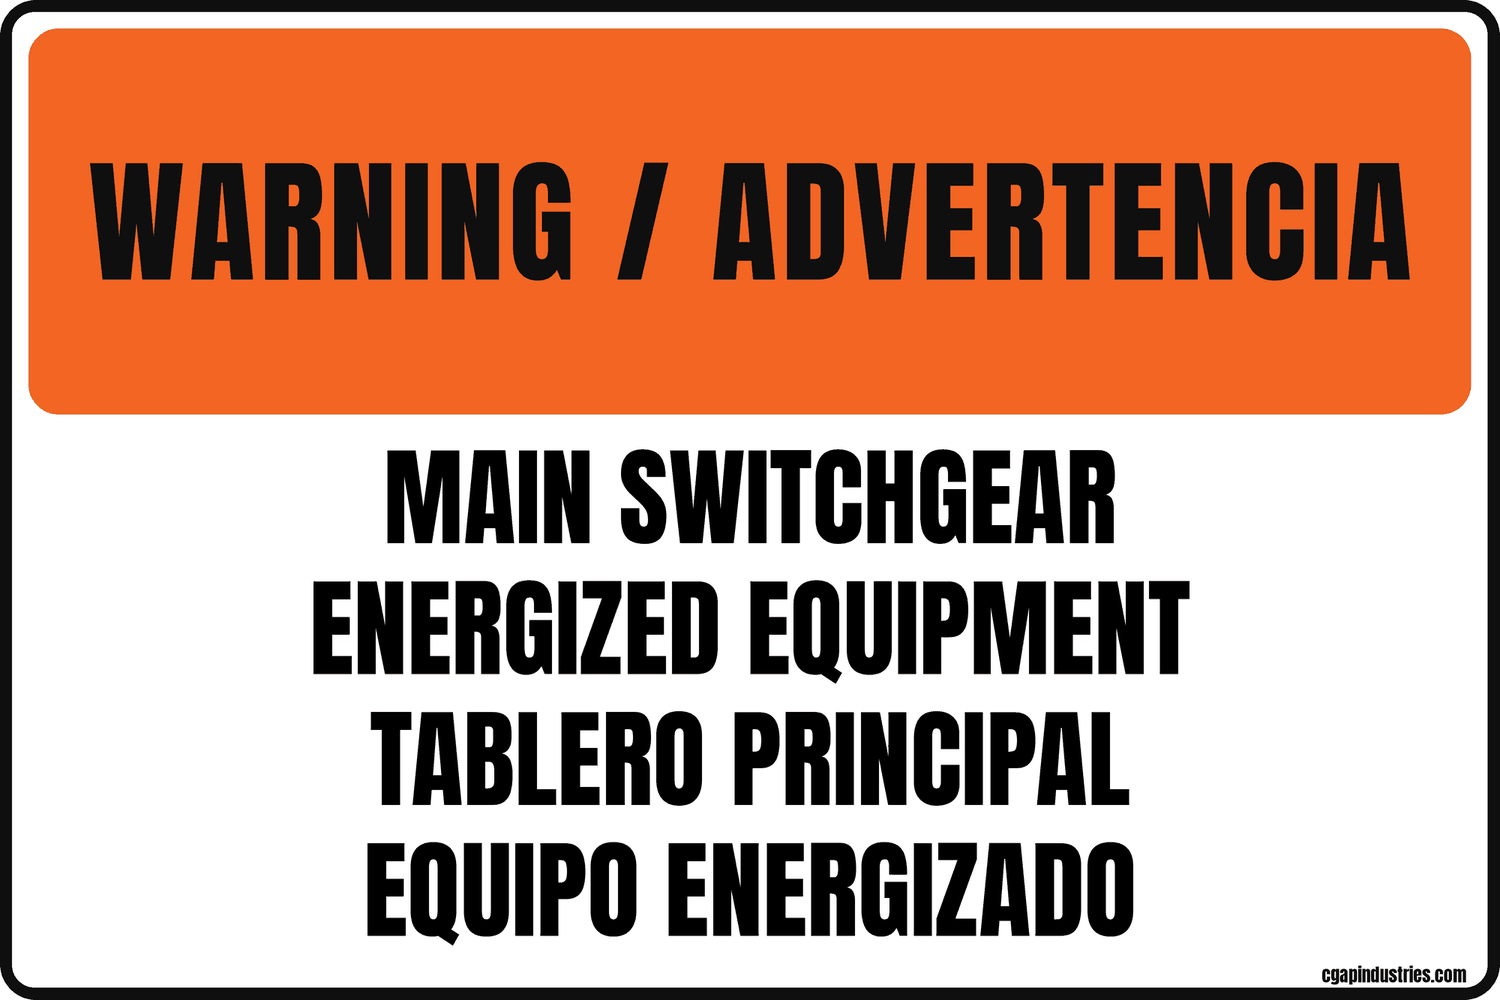 WARNING / ADVERTENCIA
MAIN SWITCHGEAR
ENERGIZED EQUIPMENT
TABLERO PRINCIPAL
EQUIPO ENERGIZADO
cgapindustries.com